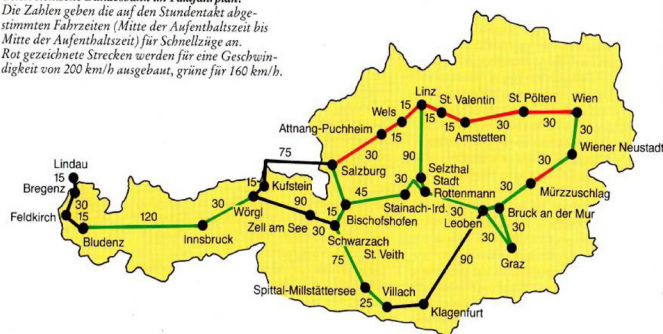 Bundesbahn im Taktfahrplan.
Die Zahlen geben die auf den Stundentakt abge-
stimmten Fahrzeiten (Mitte der Aufenthaltszeit bis
Mitte der Aufenthaltszeit) für Schnellzüge an.
Rot gezeichnete Strecken werden für eine Geschwin-
digkeit von 200 km/h ausgebaut, grüne für 160 km/h.
Linz
St. Valentin
St. Pölten
Wien
Wels
15
15
15
30
30
Amstetten
30
Attnang-Puchheim
Wiener Neustadt
75
30
90
30
Lindau
15
Salzburg
Selzthal
Stadt
Rottenmann
Mürzzuschlag
Bregenz
30
15
Kufstein
15
45
30
30
30
Feldkirch
15
120
30
Wörgl
90
Stainach-Ird.
Bischofshofen
Leoben
Bruck an der Mur
Zell am See
30
Bludenz
Innsbruck
Schwarzach
St. Veith
30
30
Graz
75
90
Spittal-Millstättersee
25
Villach
Klagenfurt